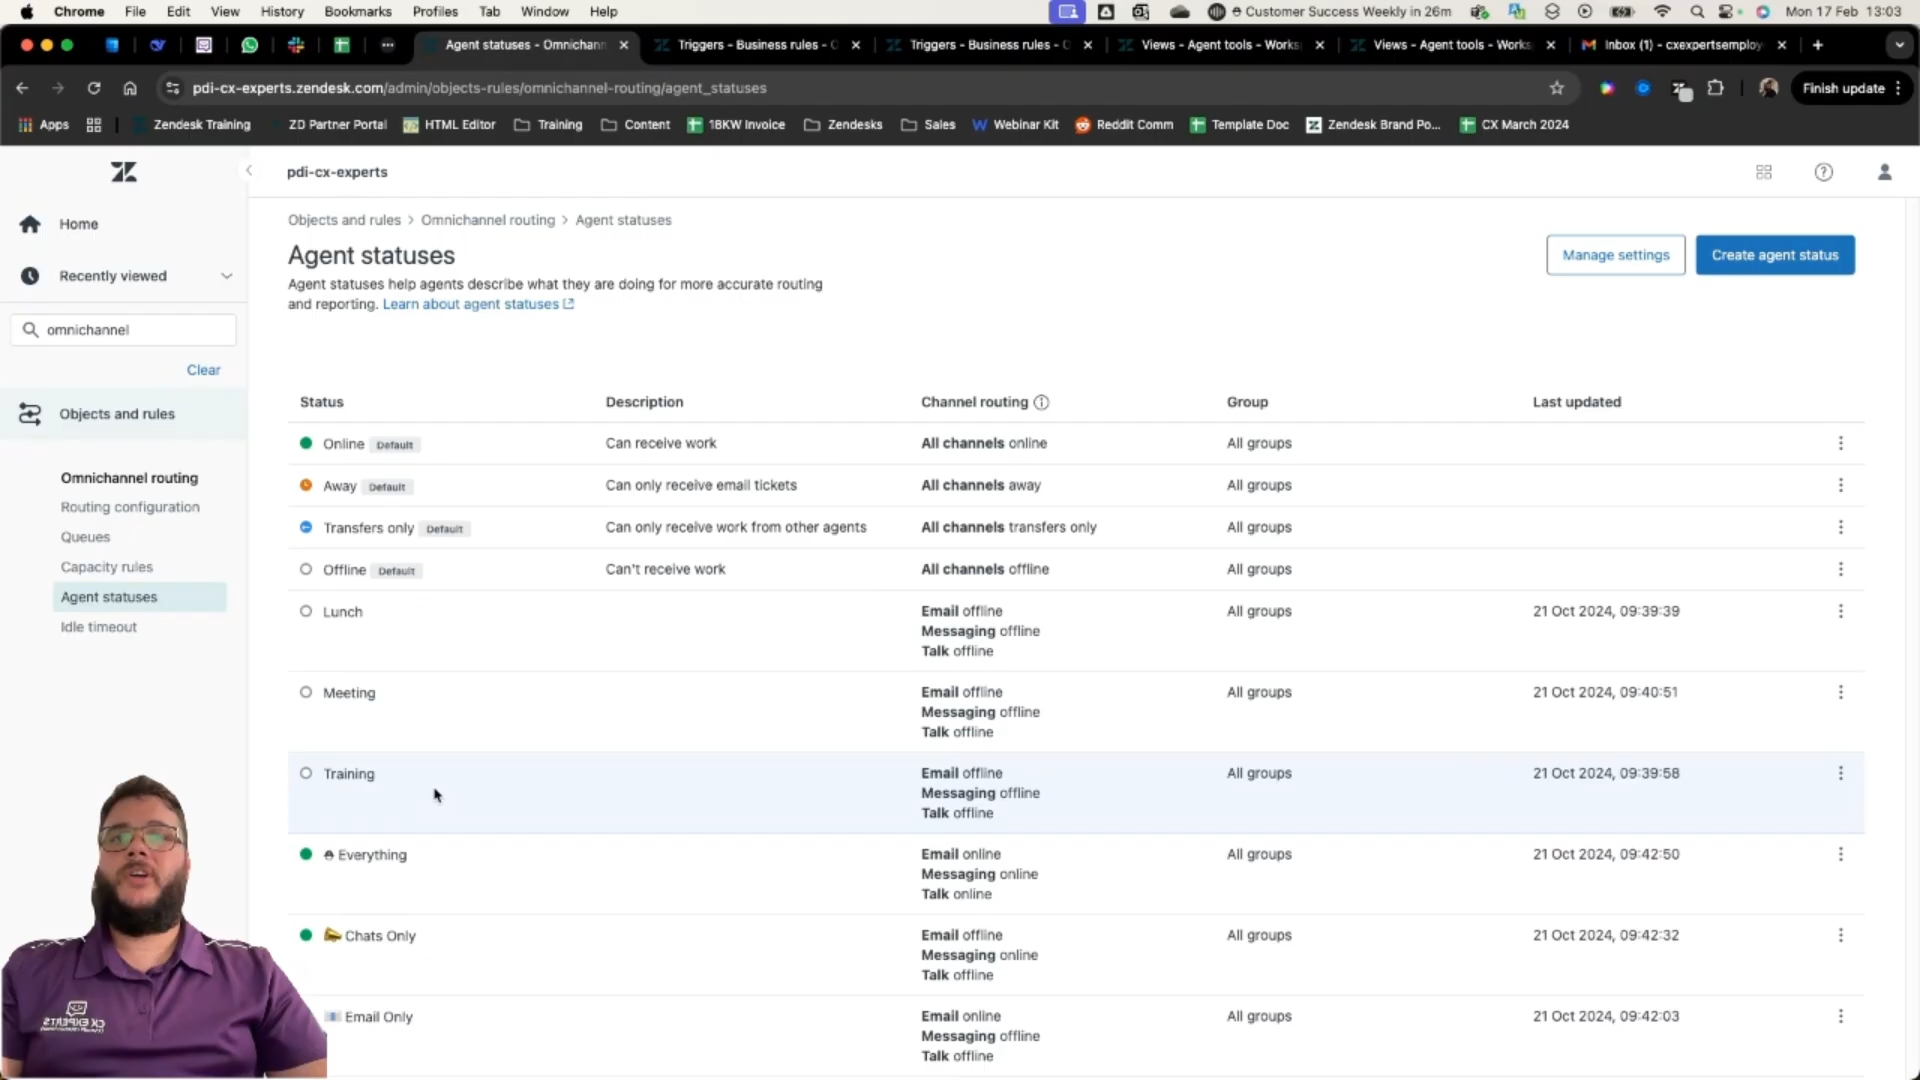 Chrome File Edit View History Bookmarks Profiles Tab Window Help Customer Success Weekly in 26m Mon 17 Feb 13:03
Agent statuses - Omnichann Triggers - Business rules - Triggers - Business rules - Views - Agent tools - Works Views - Agent tools - Works Inbox (1) - cxexpertsemploy
pdi-cx-experts.zendesk.com/admin/objects-rules/omnichannel-routing/agent_statuses Finish update
Apps Zendesk Training ZD Partner Portal HTML Editor Training Content 18KW Invoice Zendesks Sales Webinar Kit Reddit Comm Template Doc Zendesk Brand Po... CX March 2024
pdi-cx-experts
Home
Recently viewed
omnichannel
Clear
Objects and rules
Omnichannel routing
Routing configuration
Queues
Capacity rules
Agent statuses
Idle timeout
Objects and rules > Omnichannel routing > Agent statuses
Agent statuses
Agent statuses help agents describe what they are doing for more accurate routing
and reporting. Learn about agent statuses
Manage settings
Create agent status
Status Description Channel routing Group Last updated
Online Default Can receive work All channels online All groups
Away Default Can only receive email tickets All channels away All groups
Transfers only Default Can only receive work from other agents All channels transfers only All groups
Offline Default Can't receive work All channels offline All groups
Lunch Email offline All groups 21 Oct 2024, 09:39:39
Messaging offline
Talk offline
Meeting Email offline All groups 21 Oct 2024, 09:40:51
Messaging offline
Talk offline
Training Email offline All groups 21 Oct 2024, 09:39:58
Messaging offline
Talk offline
Everything Email online All groups 21 Oct 2024, 09:42:50
Messaging online
Talk online
Chats Only Email offline All groups 21 Oct 2024, 09:42:32
Messaging online
Talk offline
Email Only Email online All groups 21 Oct 2024, 09:42:03
Messaging offline
Talk offline
CX EXPERTS